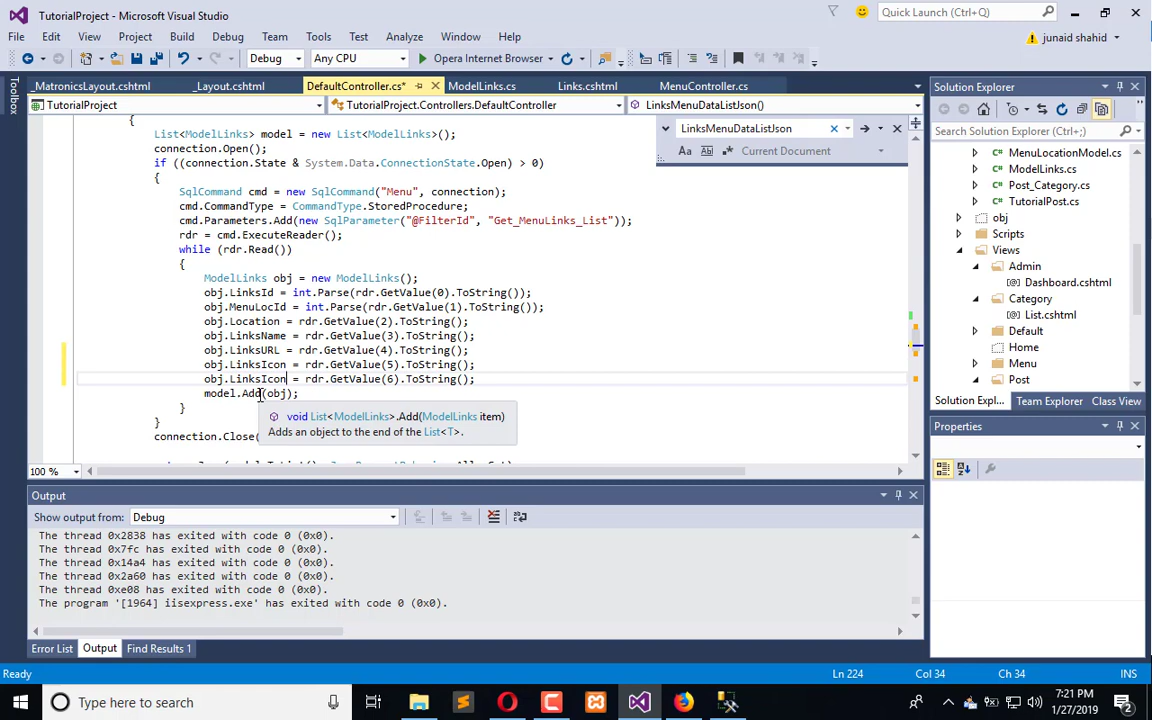 TutorialProject - Microsoft Visual Studio
Quick Launch (Ctrl+Q)
File Edit View Project Build Debug Team Tools Test Analyze Window Help
junaid shahid
Debug Any CPU Opera Internet Browser
_MatronicsLayout.cshtml _Layout.cshtml DefaultController.cs* ModelLinks.cs Links.cshtml MenuController.cs
Toolbox
TutorialProject TutorialProject.Controllers.DefaultController LinksMenuDataListJson()
{
List<ModelLinks> model = new List<ModelLinks>();
connection.Open();
if ((connection.State & System.Data.ConnectionState.Open) > 0)
{
SqlCommand cmd = new SqlCommand("Menu", connection);
cmd.CommandType = CommandType.StoredProcedure;
cmd.Parameters.Add(new SqlParameter("@FilterId", "Get_MenuLinks_List"));
rdr = cmd.ExecuteReader();
while (rdr.Read())
{
ModelLinks obj = new ModelLinks();
obj.LinksId = int.Parse(rdr.GetValue(0).ToString());
obj.MenuLocId = int.Parse(rdr.GetValue(1).ToString());
obj.Location = rdr.GetValue(2).ToString();
obj.LinksName = rdr.GetValue(3).ToString();
obj.LinksURL = rdr.GetValue(4).ToString();
obj.LinksIcon = rdr.GetValue(5).ToString();
obj.LinksIcon = rdr.GetValue(6).ToString();
model.Add(obj);
}
}
connection.Close(
void List<ModelLinks>.Add(ModelLinks item)
Adds an object to the end of the List<T>.
LinksMenuDataListJson
Aa Current Document
100 %
Solution Explorer
Search Solution Explorer (Ctrl+;)
MenuLocationModel.cs
ModelLinks.cs
Post_Category.cs
TutorialPost.cs
obj
Scripts
Views
Admin
Dashboard.cshtml
Category
List.cshtml
Default
Home
Menu
Post
Solution Expl... Team Explorer Class View
Properties
Output
Show output from: Debug
The thread 0x2838 has exited with code 0 (0x0).
The thread 0x7fc has exited with code 0 (0x0).
The thread 0x14a4 has exited with code 0 (0x0).
The thread 0x2a60 has exited with code 0 (0x0).
The thread 0xe08 has exited with code 0 (0x0).
The program '[1964] iisexpress.exe' has exited with code 0 (0x0).
Error List Output Find Results 1
Ready Ln 224 Col 34 Ch 34 INS
Type here to search
7:21 PM
1/27/2019
2